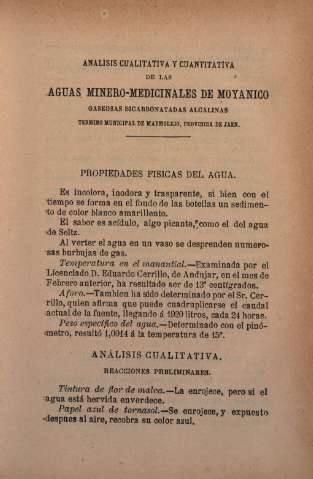 ANALISIS CUALITATIVA Y CUANTITATIVA
DE LAS
AGUAS MINERO-MEDICINALES DE MOYANICO
GASEOSAS BICARBONATADAS ALCALINAS
TERMINO MUNICIPAL DE MARMOLEJO, PROVINCIA DE JAEN.
PROPIEDADES FISICAS DEL AGUA.
Es incolora, inodora y trasparente, si bien con el
tiempo se forma en el fondo de las botellas un sedimen-
to de color blanco amarillento.
El sabor es acídulo, algo picante, como el del agua
de Seltz.
Al verter el agua en un vaso se desprenden numero-
sas burbujas de gas.
Temperatura en el manantial.—Examinada por el
Licenciado D. Eduardo Cerrillo, de Andujar, en el mes de
Febrero anterior, ha resultado ser de 13° centigrados.
Aforo.—Tambien ha sido determinado por el Sr. Cer-
rillo, quien afirma que puede cuadruplicarse el caudal
actual de la fuente, llegando á 1920 litros, cada 24 horas.
Peso específico del agua.—Determinado con el pinó-
metro, resultó 1,0014 á la temperatura de 15°.
ANÁLISIS CUALITATIVA.
REACCIONES PRELIMINARES.
Tintura de flor de malva.—La enrojece, pero si el
agua está hervida enverdece.
Papel azul de tornasol.—Se enrojece, y expuesto
despues al aire, recobra su color azul.